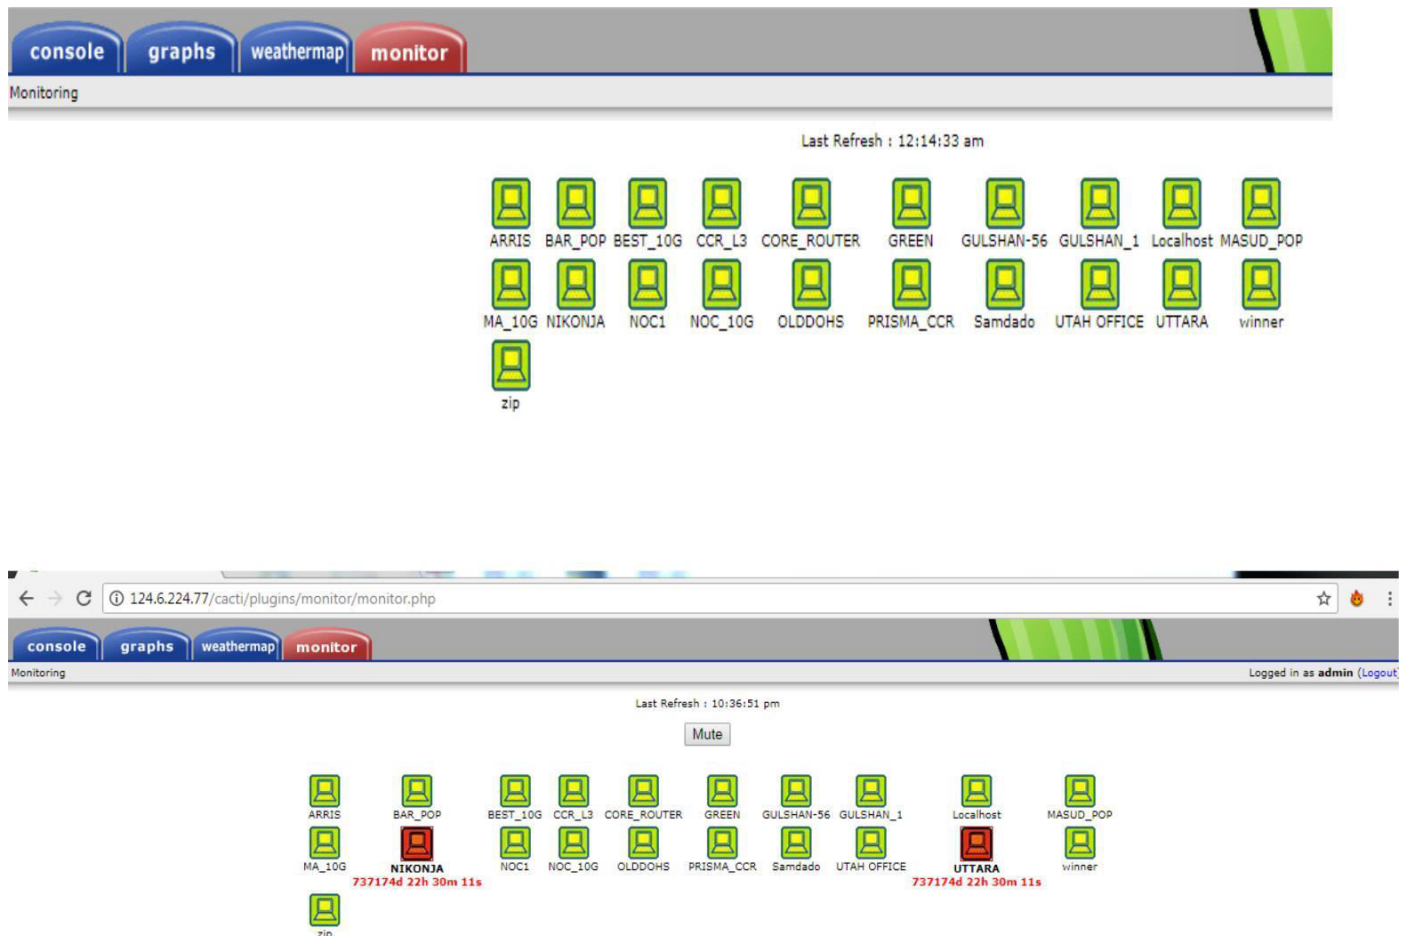 console graphs weathermap monitor
Monitoring
Last Refresh : 12:14:33 am
ARRIS BAR_POP BEST_10G CCR_L3 CORE_ROUTER GREEN GULSHAN-56 GULSHAN_1 Localhost MASUD_POP
MA_10G NIKONJA NOC1 NOC_10G OLDDOHS PRISMA_CCR Samdado UTAH OFFICE UTTARA winner
zip
124.6.224.77/cacti/plugins/monitor/monitor.php
console graphs weathermap monitor
Monitoring Logged in as admin (Logout)
Last Refresh : 10:36:51 pm
Mute
ARRIS BAR_POP BEST_10G CCR_L3 CORE_ROUTER GREEN GULSHAN-56 GULSHAN_1 Localhost MASUD_POP
MA_10G NIKONJA NOC1 NOC_10G OLDDOHS PRISMA_CCR Samdado UTAH OFFICE UTTARA winner
737174d 22h 30m 11s 737174d 22h 30m 11s
zip